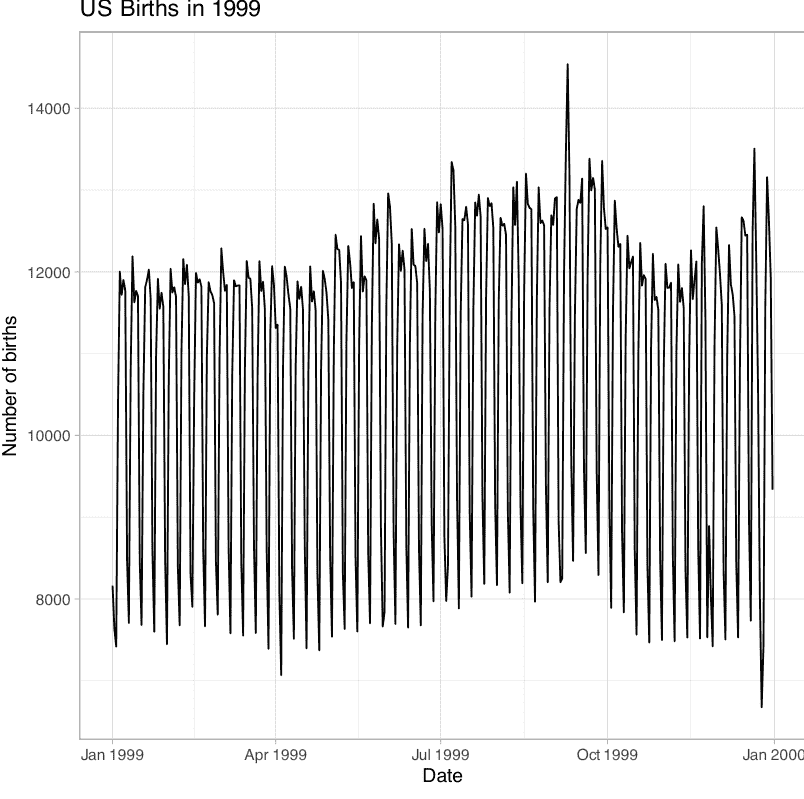 US Births in 1999
14000
12000
10000
8000
Number of births
Jan 1999
Apr 1999
Jul 1999
Oct 1999
Jan 2000
Date